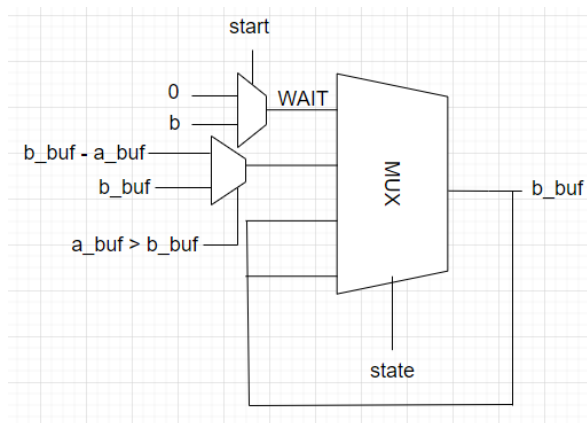 start
0
WAIT
b
b_buf - a_buf
b_buf
MUX
b_buf
a_buf > b_buf
state